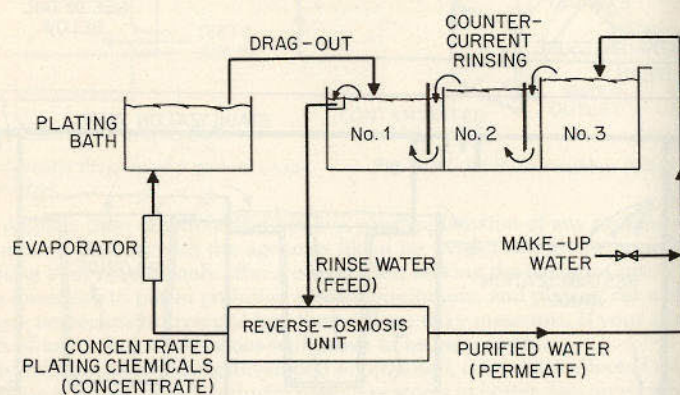 COUNTER-
CURRENT
RINSING
DRAG-OUT
PLATING
BATH
No. 1
No. 2
No. 3
EVAPORATOR
RINSE WATER
(FEED)
MAKE-UP
WATER
REVERSE-OSMOSIS
UNIT
CONCENTRATED
PLATING CHEMICALS
(CONCENTRATE)
PURIFIED WATER
(PERMEATE)